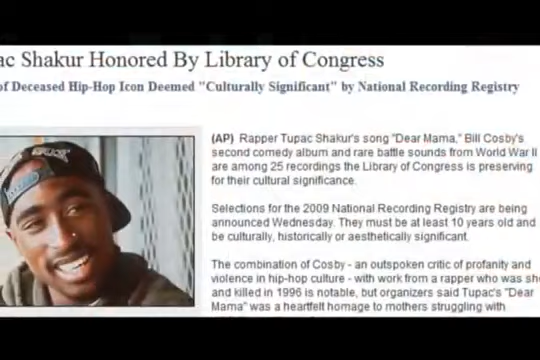 Shakur Honored By Library of Congress
of Deceased Hip-Hop Icon Deemed "Culturally Significant" by National Recording Registry
(AP) Rapper Tupac Shakur's song "Dear Mama," Bill Cosby's
second comedy album and rare battle sounds from World War II
are among 25 recordings the Library of Congress is preserving
for their cultural significance.
Selections for the 2009 National Recording Registry are being
announced Wednesday. They must be at least 10 years old and
be culturally, historically or aesthetically significant.
The combination of Cosby - an outspoken critic of profanity and
violence in hip-hop culture - with work from a rapper who was
and killed in 1996 is notable, but organizers said Tupac's "Dear
Mama" was a heartfelt homage to mothers struggling with